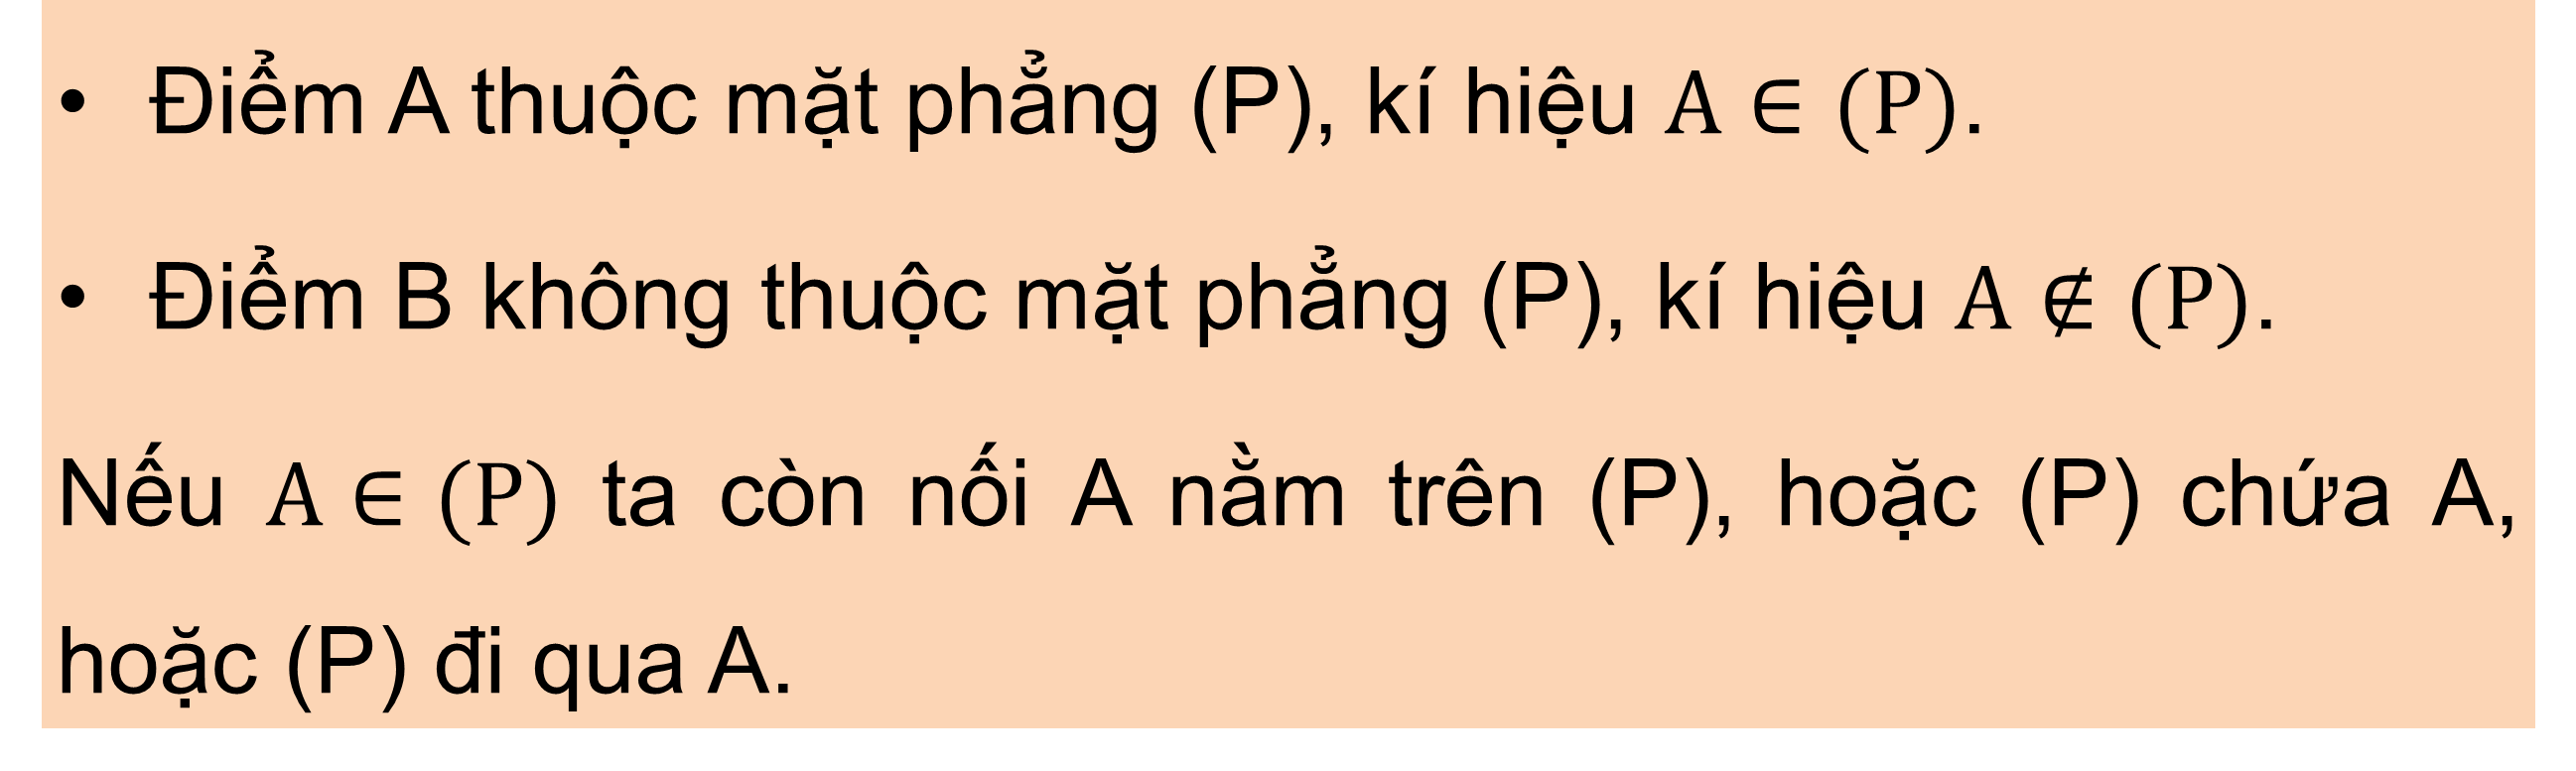 • Điểm A thuộc mặt phẳng (P), kí hiệu A ∈ (P).
• Điểm B không thuộc mặt phẳng (P), kí hiệu A ∉ (P).
Nếu A ∈ (P) ta còn nối A nằm trên (P), hoặc (P) chứa A,
hoặc (P) đi qua A.